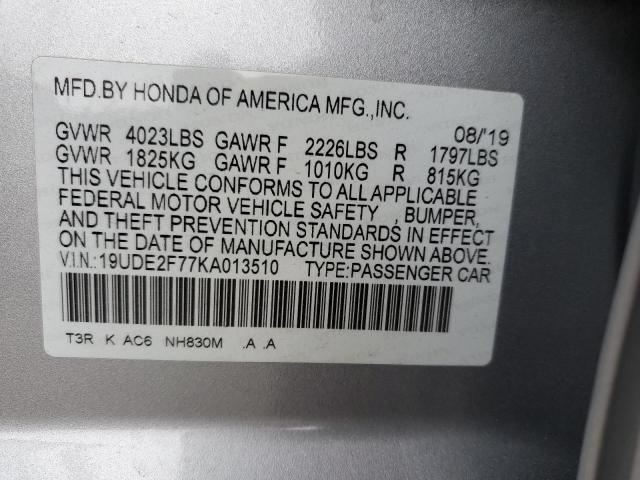 MFD.BY HONDA OF AMERICA MFG.,INC. 08/'19
GVWR 4023LBS GAWR F 2226LBS R 1797LBS
GVWR 1825KG GAWR F 1010KG R 815KG
THIS VEHICLE CONFORMS TO ALL APPLICABLE
FEDERAL MOTOR VEHICLE SAFETY , BUMPER,
AND THEFT PREVENTION STANDARDS IN EFFECT
ON THE DATE OF MANUFACTURE SHOWN ABOVE.
V.I.N.:19UDE2F77KA013510 TYPE:PASSENGER CAR
T3R K AC6 NH830M .A .A